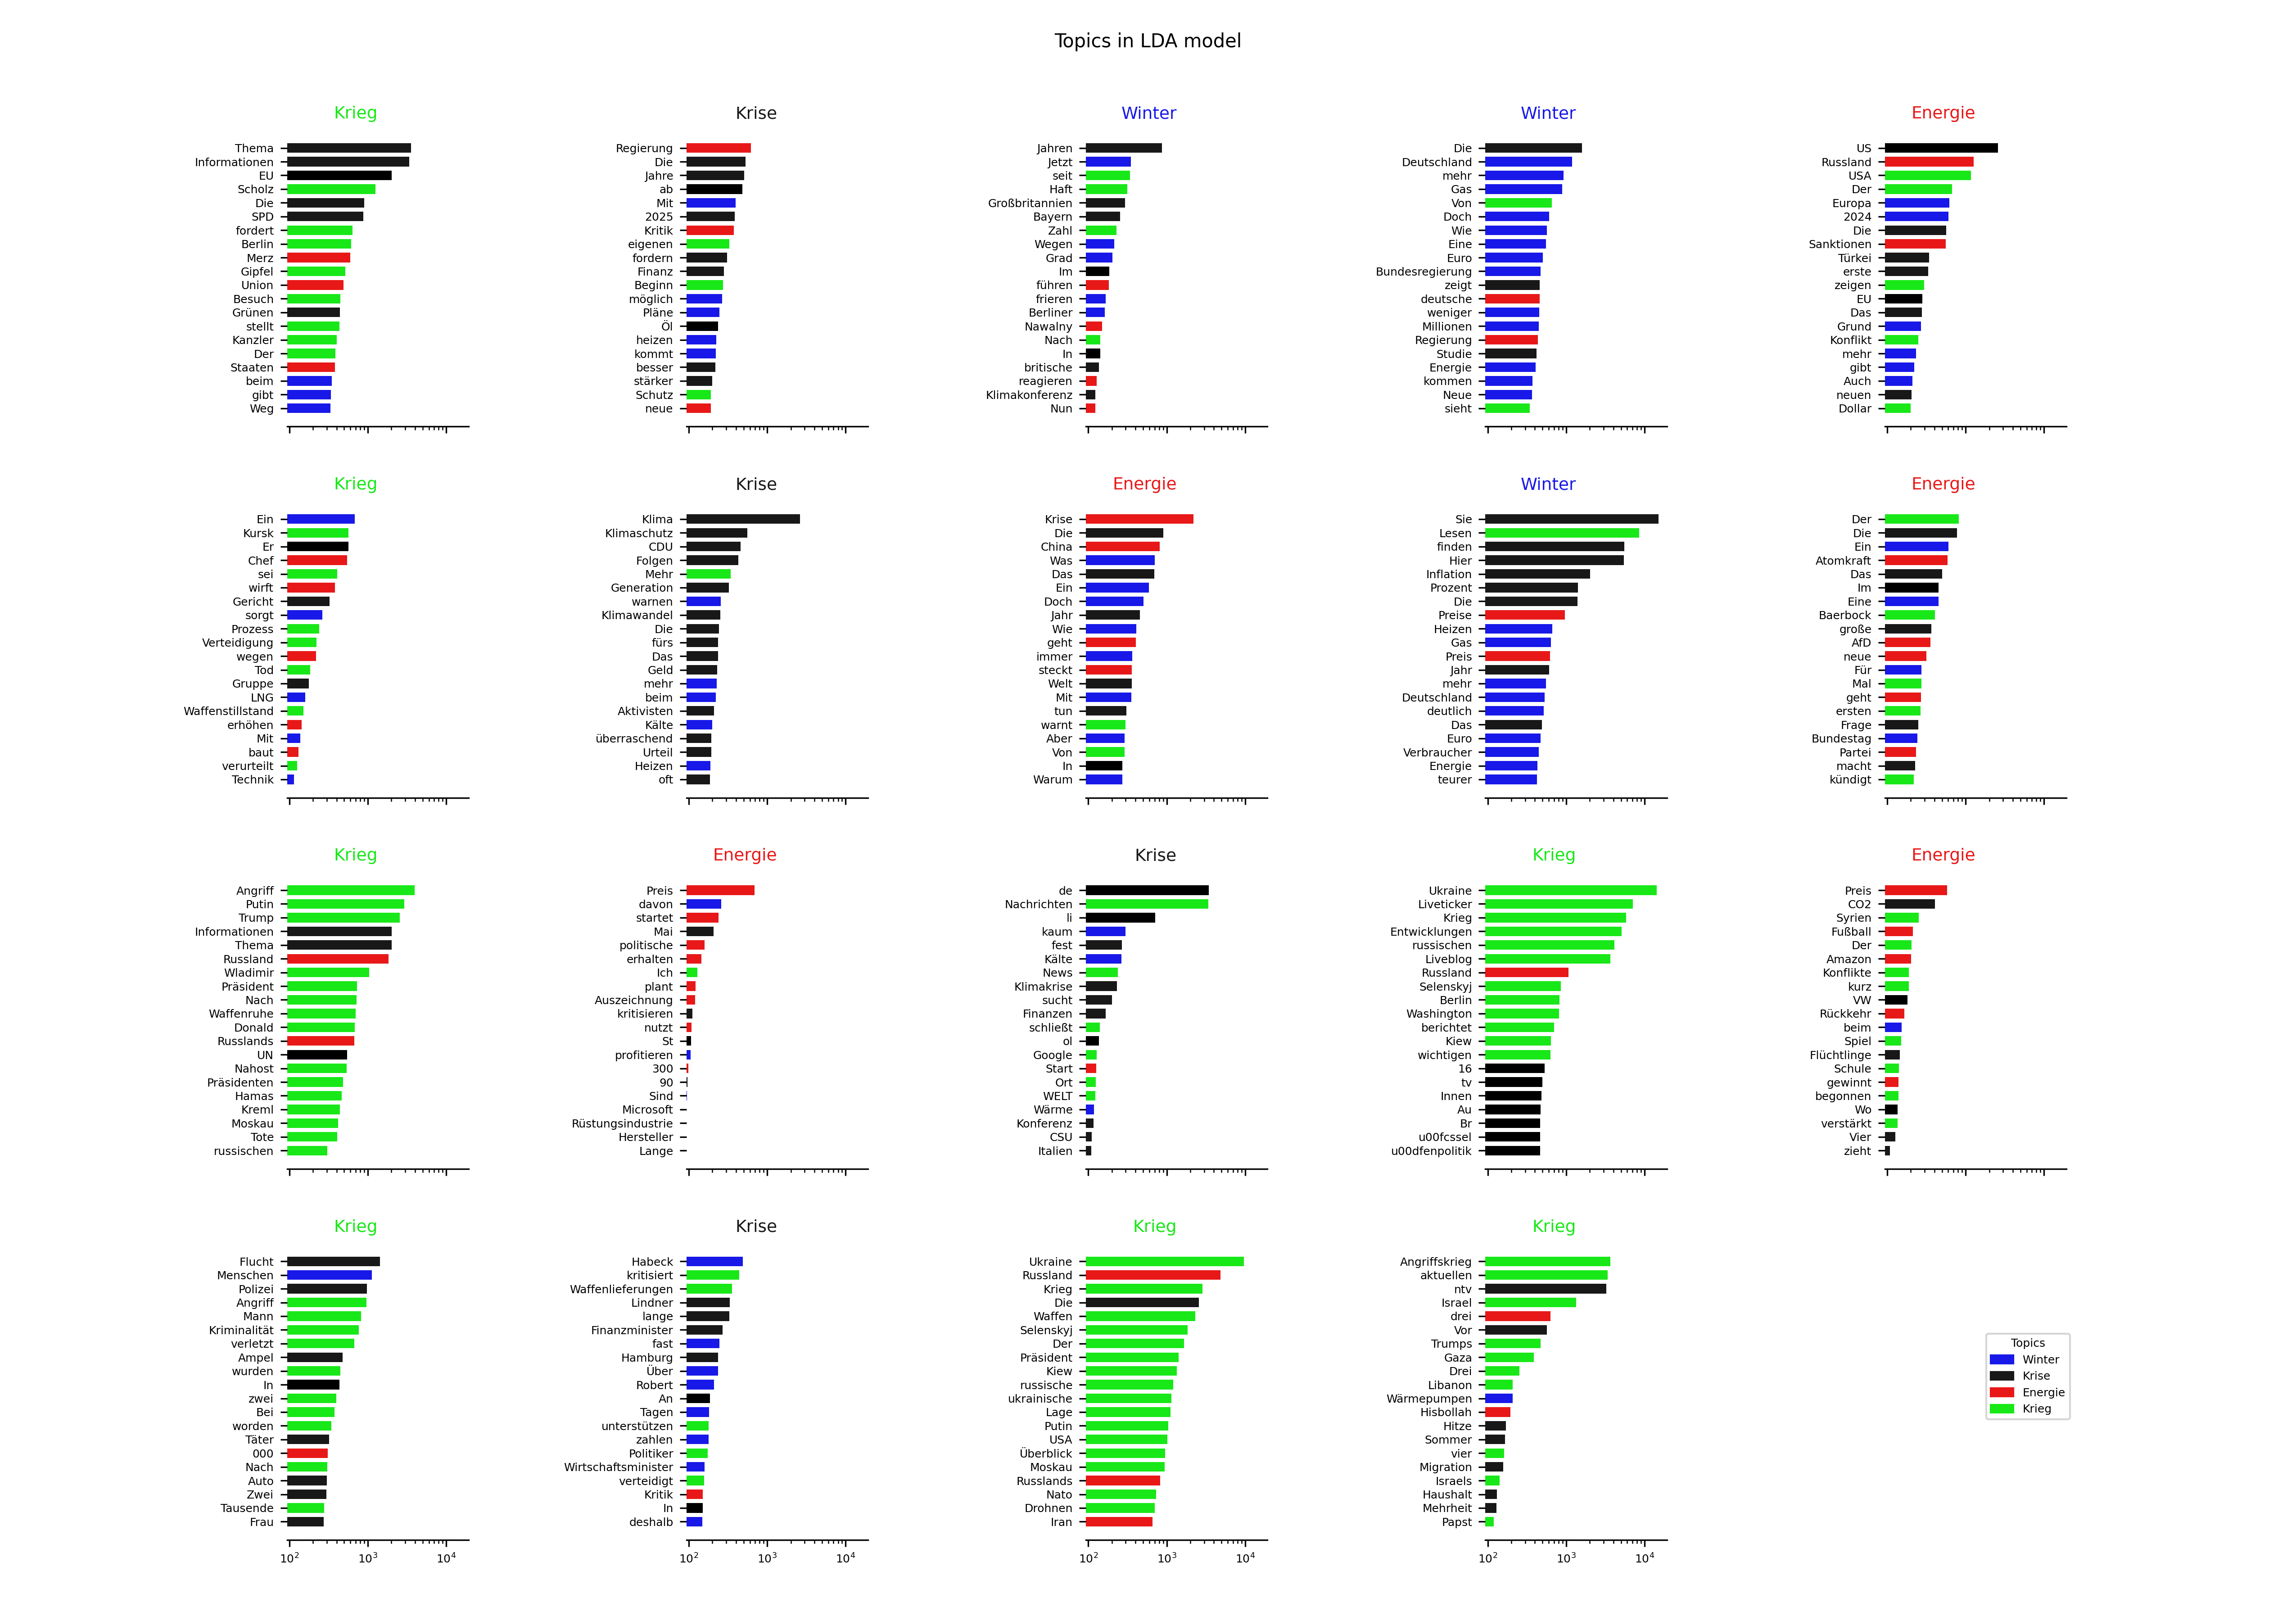 Topics in LDA model
Krieg
Thema
Informationen
EU
Scholz
Die
SPD
fordert
Berlin
Merz
Gipfel
Union
Besuch
Grünen
stellt
Kanzler
Der
Staaten
beim
gibt
Weg
Krise
Regierung
Die
Jahre
ab
Mit
2025
Kritik
eigenen
fordern
Finanz
Beginn
möglich
Pläne
Öl
heizen
kommt
besser
stärker
Schutz
neue
Winter
Jahren
Jetzt
seit
Haft
Großbritannien
Bayern
Zahl
Wegen
Grad
Im
führen
frieren
Berliner
Nawalny
Nach
In
britische
reagieren
Klimakonferenz
Nun
Winter
Die
Deutschland
mehr
Gas
Von
Doch
Wie
Eine
Euro
Bundesregierung
zeigt
deutsche
weniger
Millionen
Regierung
Studie
Energie
kommen
Neue
sieht
Energie
US
Russland
USA
Der
Europa
2024
Die
Sanktionen
Türkei
erste
zeigen
EU
Das
Grund
Konflikt
mehr
gibt
Auch
neuen
Dollar
Krieg
Ein
Kursk
Er
Chef
sei
wirft
Gericht
sorgt
Prozess
Verteidigung
wegen
Tod
Gruppe
LNG
Waffenstillstand
erhöhen
Mit
baut
verurteilt
Technik
Krise
Klima
Klimaschutz
CDU
Folgen
Mehr
Generation
warnen
Klimawandel
Die
fürs
Das
Geld
mehr
beim
Aktivisten
Kälte
überraschend
Urteil
Heizen
oft
Energie
Krise
Die
China
Was
Das
Ein
Doch
Jahr
Wie
geht
immer
steckt
Welt
Mit
tun
warnt
Aber
Von
In
Warum
Winter
Sie
Lesen
finden
Hier
Inflation
Prozent
Die
Preise
Heizen
Gas
Preis
Jahr
mehr
Deutschland
deutlich
Das
Euro
Verbraucher
Energie
teurer
Energie
Der
Die
Ein
Atomkraft
Das
Im
Eine
Baerbock
große
AfD
neue
Für
Mal
geht
ersten
Frage
Bundestag
Partei
macht
kündigt
Krieg
Angriff
Putin
Trump
Informationen
Thema
Russland
Wladimir
Präsident
Nach
Waffenruhe
Donald
Russlands
UN
Nahost
Präsidenten
Hamas
Kreml
Moskau
Tote
russischen
Energie
Preis
davon
startet
Mai
politische
erhalten
Ich
plant
Auszeichnung
kritisieren
nutzt
St
profitieren
300
90
Sind
Microsoft
Rüstungsindustrie
Hersteller
Lange
Krise
de
Nachrichten
li
kaum
fest
Kälte
News
Klimakrise
sucht
Finanzen
schließt
ol
Google
Start
Ort
WELT
Wärme
Konferenz
CSU
Italien
Krieg
Ukraine
Liveticker
Krieg
Entwicklungen
russischen
Liveblog
Russland
Selenskyj
Berlin
Washington
berichtet
Kiew
wichtigen
16
tv
Innen
Au
Br
u00fcssel
u00dfenpolitik
Energie
Preis
CO2
Syrien
Fußball
Der
Amazon
Konflikte
kurz
VW
Rückkehr
beim
Spiel
Flüchtlinge
Schule
gewinnt
begonnen
Wo
verstärkt
Vier
zieht
Krieg
Flucht
Menschen
Polizei
Angriff
Mann
Kriminalität
verletzt
Ampel
wurden
In
zwei
Bei
worden
Täter
000
Nach
Auto
Zwei
Tausende
Frau
10² 10³ 10⁴
Krise
Habeck
kritisiert
Waffenlieferungen
Lindner
lange
Finanzminister
fast
Hamburg
Über
Robert
An
Tagen
unterstützen
zahlen
Politiker
Wirtschaftsminister
verteidigt
Kritik
In
deshalb
10² 10³ 10⁴
Krieg
Ukraine
Russland
Krieg
Die
Waffen
Selenskyj
Der
Präsident
Kiew
russische
ukrainische
Lage
Putin
USA
Überblick
Moskau
Russlands
Nato
Drohnen
Iran
10² 10³ 10⁴
Krieg
Angriffskrieg
aktuellen
ntv
Israel
drei
Vor
Trumps
Gaza
Drei
Libanon
Wärmepumpen
Hisbollah
Hitze
Sommer
vier
Migration
Israels
Haushalt
Mehrheit
Papst
10² 10³ 10⁴
Topics
Winter
Krise
Energie
Krieg